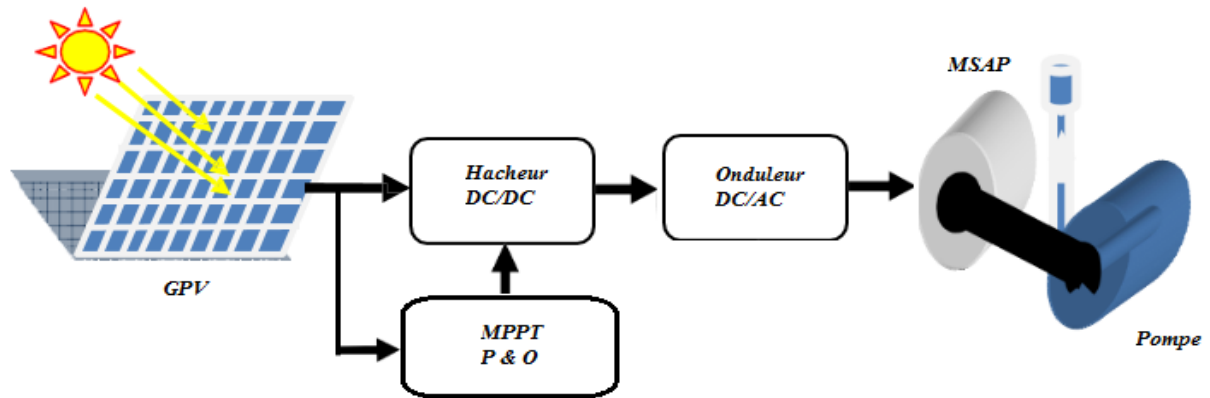 GPV
Hacheur
DC/DC
MPPT
P & O
Onduleur
DC/AC
MSAP
Pompe